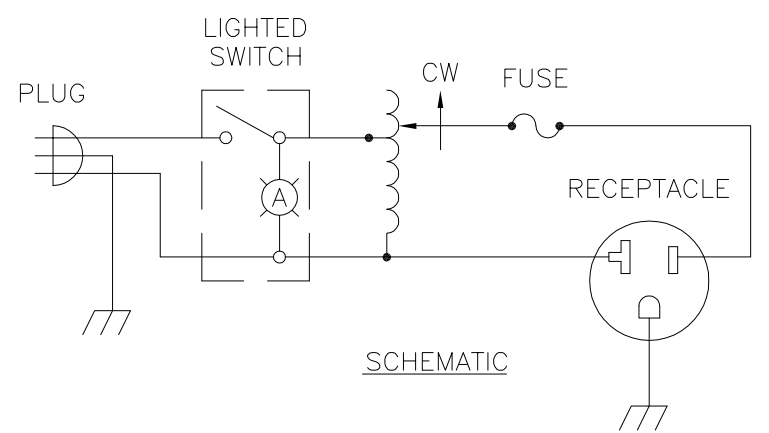 LIGHTED
SWITCH
PLUG
CW
FUSE
RECEPTACLE
A
SCHEMATIC